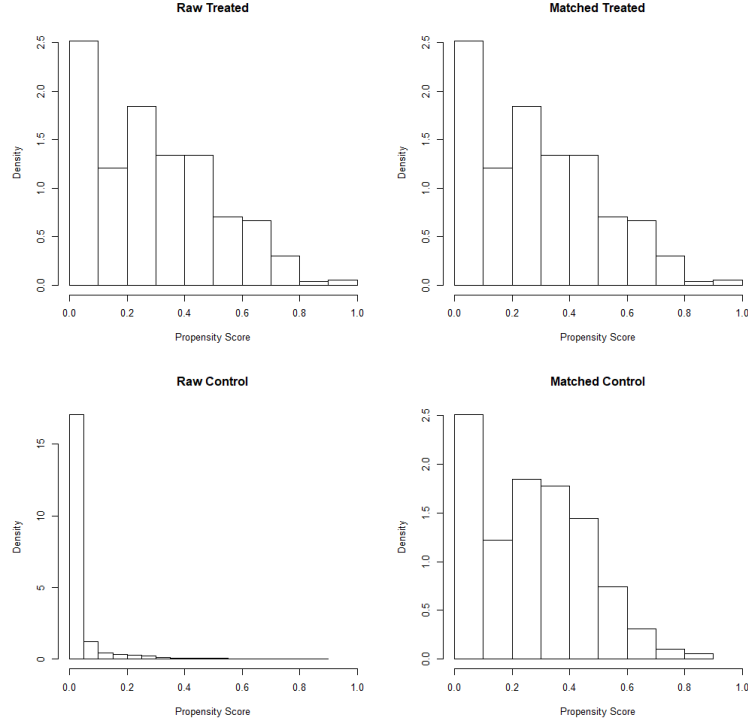 Raw Treated
Density
0.0 0.5 1.0 1.5 2.0 2.5
0.0 0.2 0.4 0.6 0.8 1.0
Propensity Score
Matched Treated
Density
0.0 0.5 1.0 1.5 2.0 2.5
0.0 0.2 0.4 0.6 0.8 1.0
Propensity Score
Raw Control
Density
0 5 10 15
0.0 0.2 0.4 0.6 0.8 1.0
Propensity Score
Matched Control
Density
0.0 0.5 1.0 1.5 2.0 2.5
0.0 0.2 0.4 0.6 0.8 1.0
Propensity Score